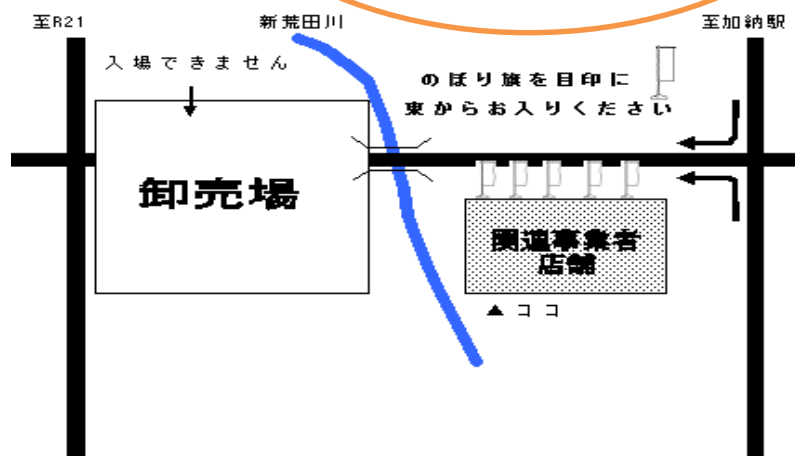 至R21
新荒田川
至加納駅
入場できません
のぼり旗を目印に
東からお入りください
卸売場
関連事業者
店舗
▲ココ